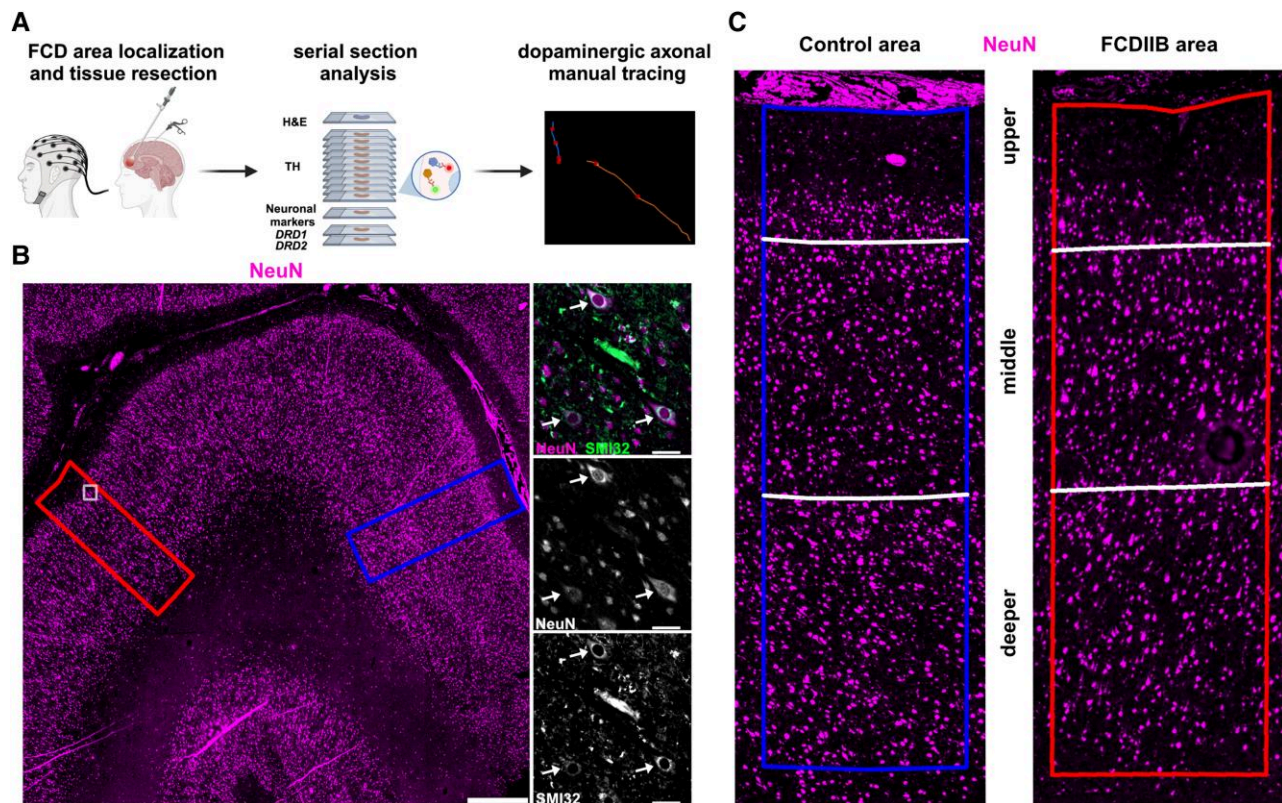 A
FCD area localization
and tissue resection
serial section
analysis
dopaminergic axonal
manual tracing
H&E
TH
Neuronal
markers
DRD1
DRD2
B
NeuN
NeuN SMI32
NeuN
SMI32
C
Control area
NeuN
FCDIIB area
upper
middle
deeper